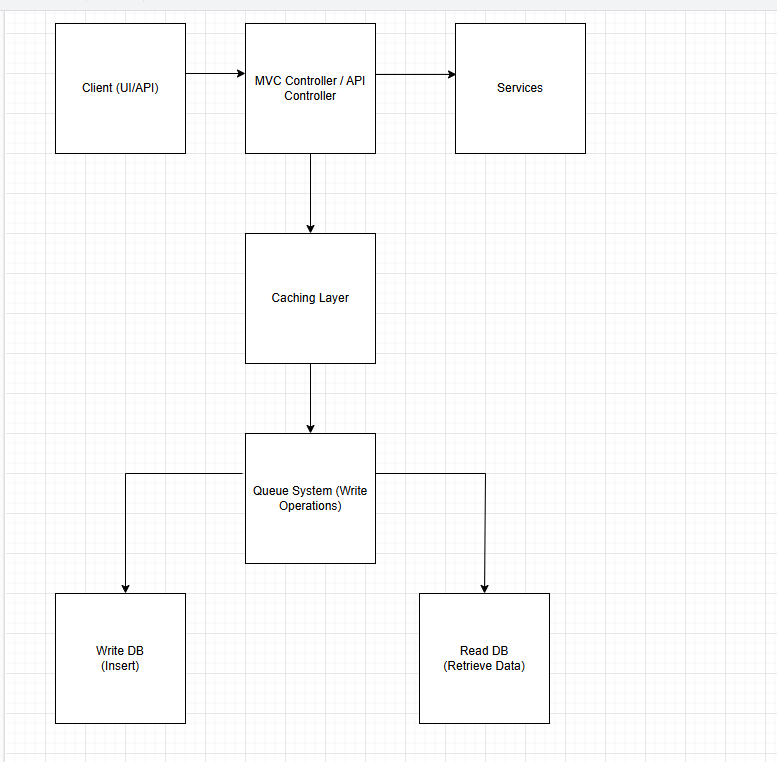 Client (UI/API)
MVC Controller / API
Controller
Services
Caching Layer
Queue System (Write
Operations)
Write DB
(Insert)
Read DB
(Retrieve Data)